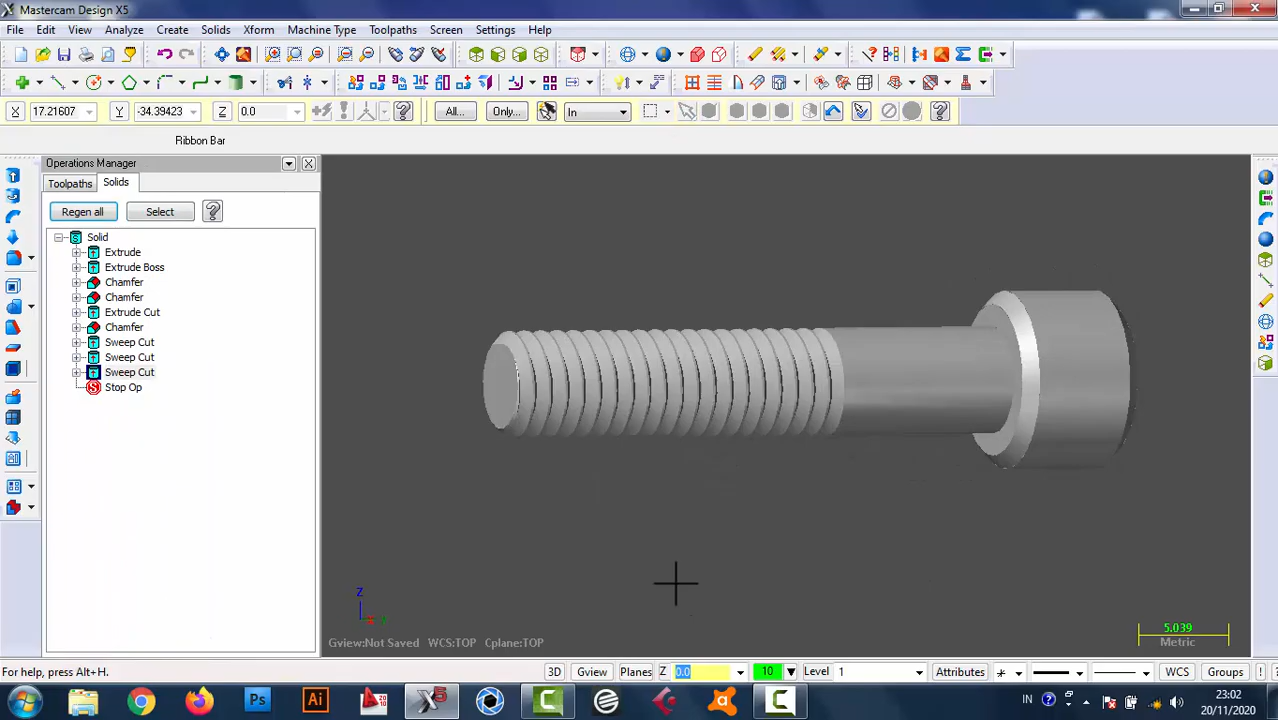 Mastercam Design X5
File Edit View Analyze Create Solids Xform Machine Type Toolpaths Screen Settings Help
X 17.21607 Y -34.39423 Z 0.0 All... Only... In
Ribbon Bar
Operations Manager
Toolpaths Solids
Regen all Select
Solid
Extrude
Extrude Boss
Chamfer
Chamfer
Extrude Cut
Chamfer
Sweep Cut
Sweep Cut
Sweep Cut
Stop Op
Z
5.039
Gview:Not Saved WCS:TOP Cplane:TOP
Metric
For help, press Alt+H.
3D Gview Planes Z 0.0 10 Level 1 Attributes WCS Groups
Ps Ai IN 23:02
20/11/2020